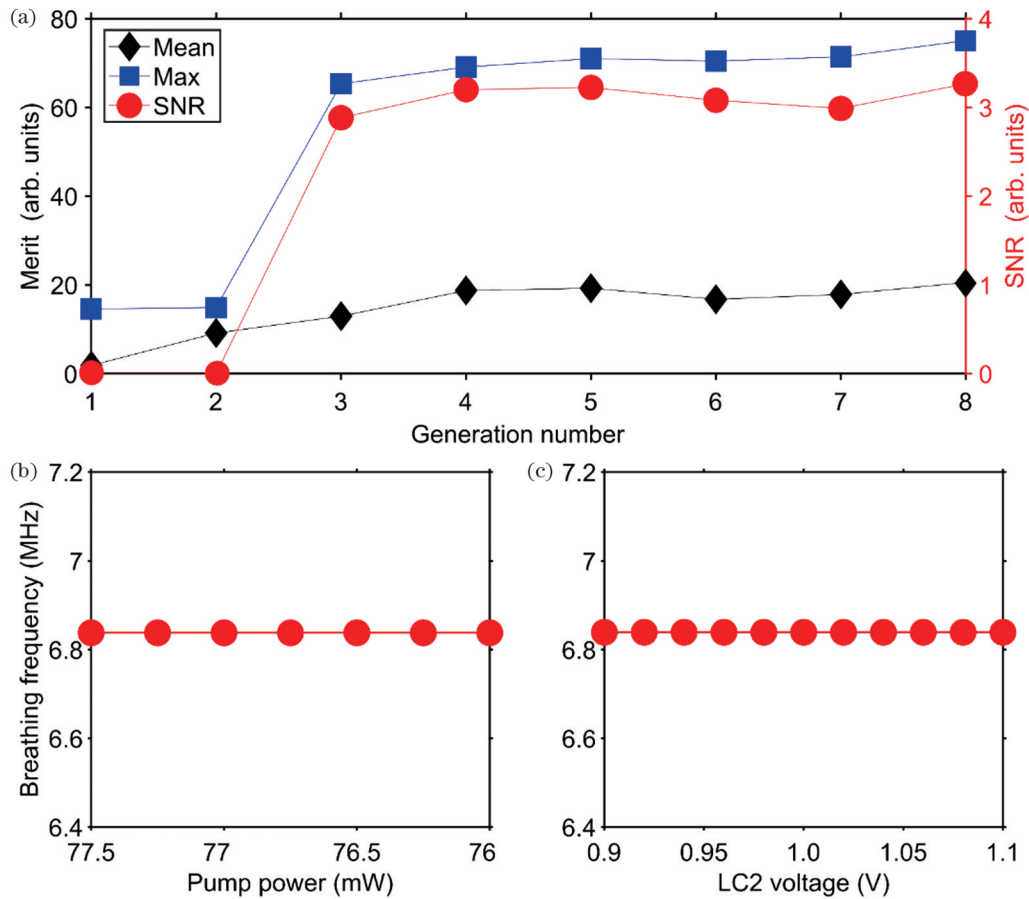 (a)
Mean
Max
SNR
Merit (arb. units)
80
60
40
20
0
SNR (arb. units)
4
3
2
1
0
1 2 3 4 5 6 7 8
Generation number
(b)
Breathing frequency (MHz)
7.2
7
6.8
6.6
6.4
77.5 77 76.5 76
Pump power (mW)
(c)
7.2
7
6.8
6.6
6.4
0.9 0.95 1.0 1.05 1.1
LC2 voltage (V)